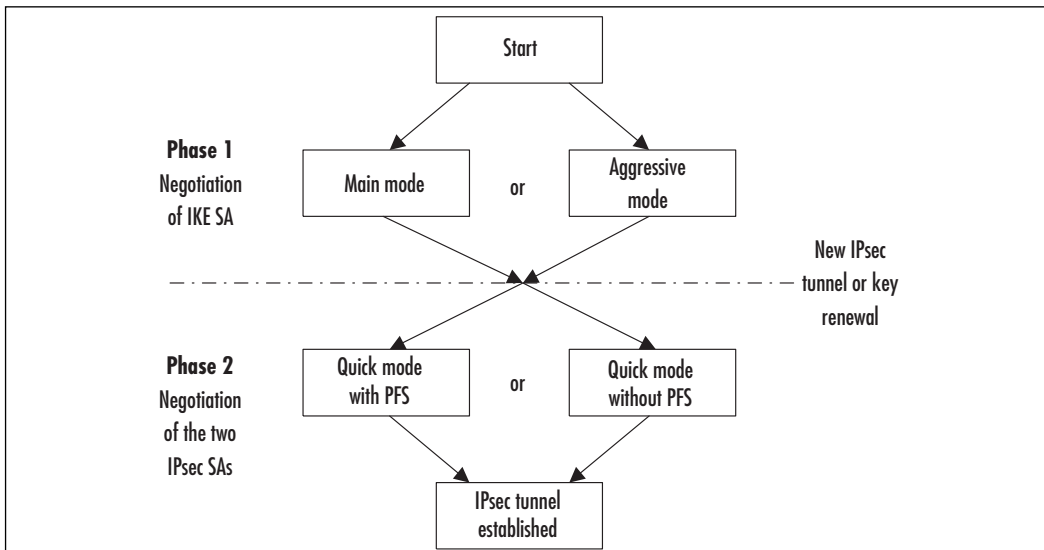 Start
Phase 1
Negotiation
of IKE SA
Main mode
or
Aggressive
mode
New IPsec
tunnel or key
renewal
Phase 2
Negotiation
of the two
IPsec SAs
Quick mode
with PFS
or
Quick mode
without PFS
IPsec tunnel
established